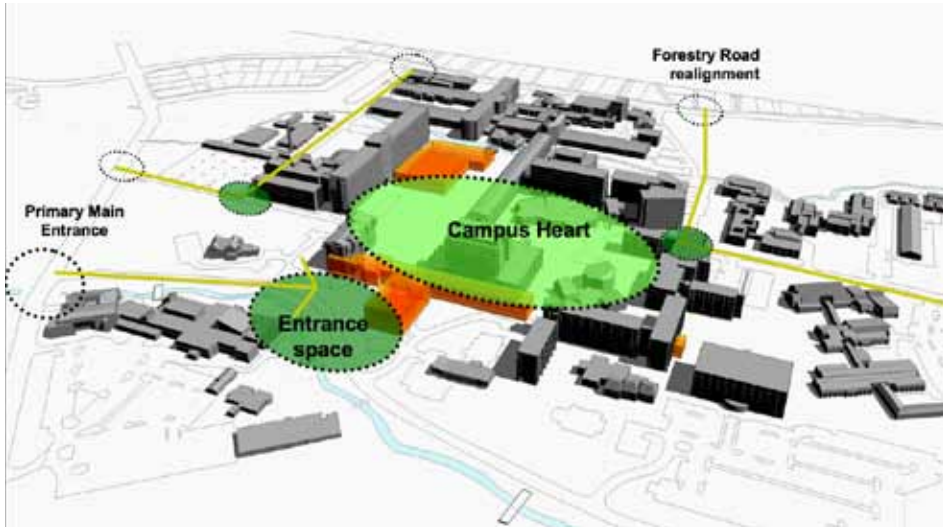 Forestry Road
realignment
Primary Main
Entrance
Campus Heart
Entrance
space